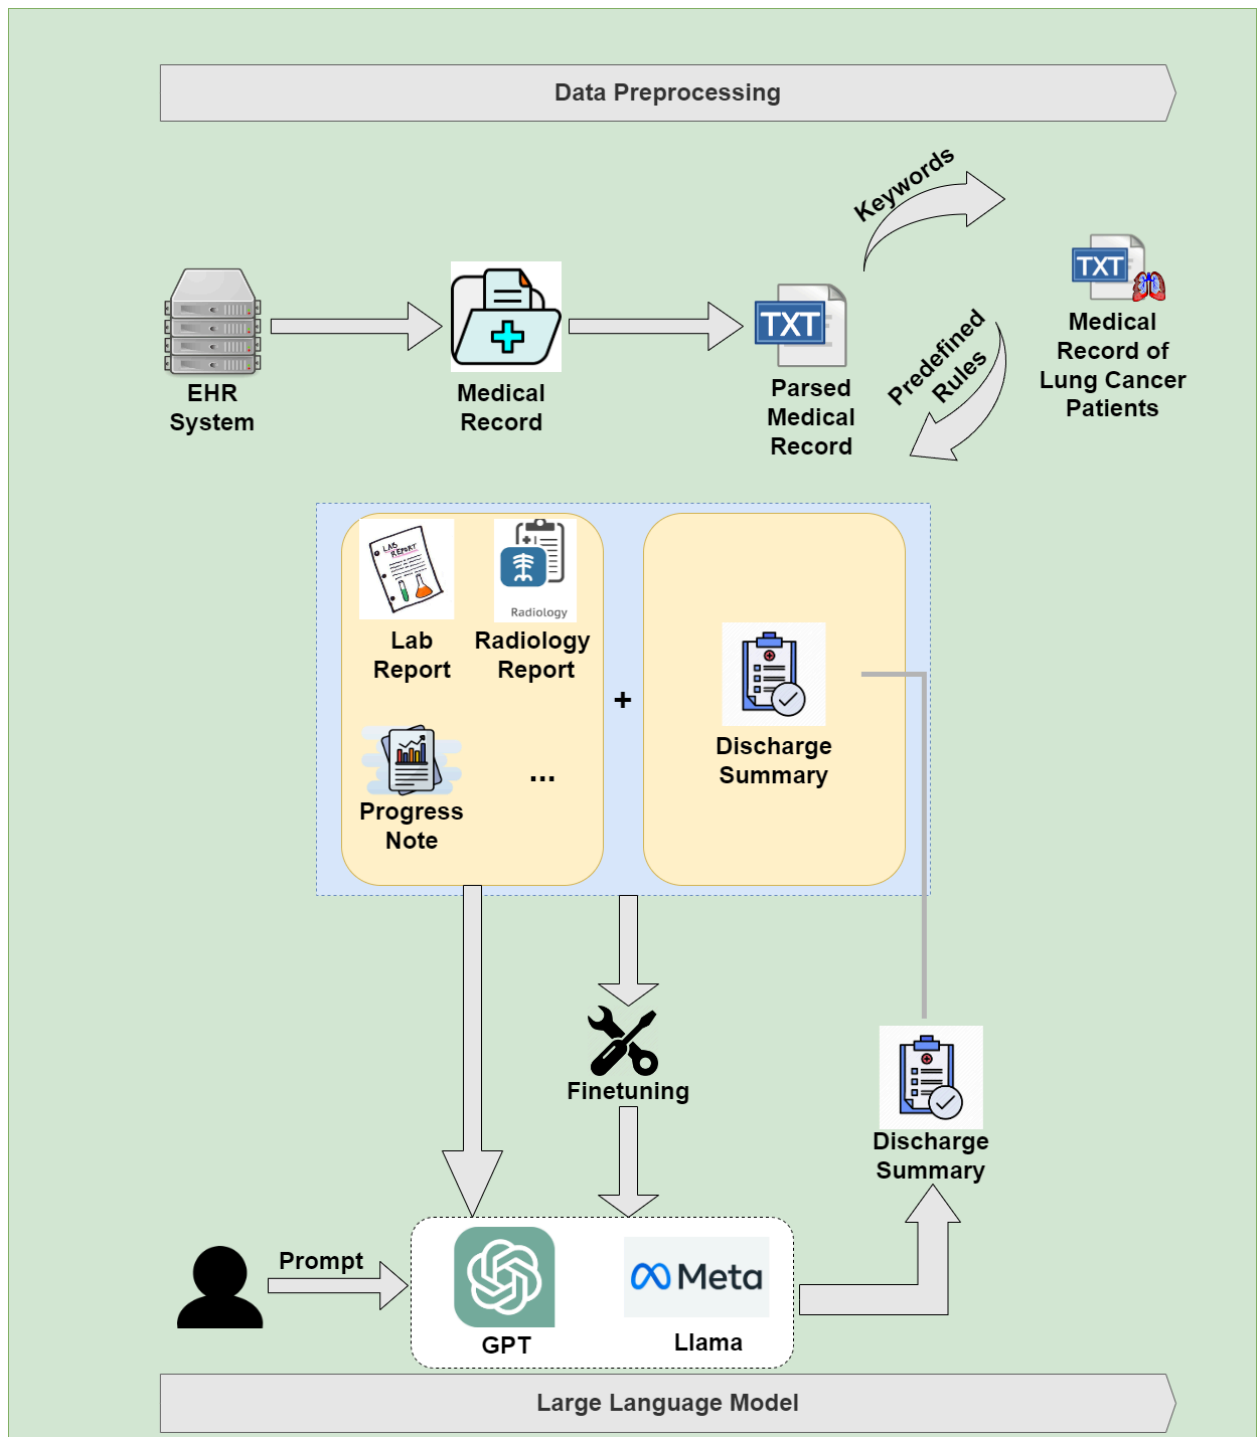 Data Preprocessing
Keywords
TXT
TXT
Predefined
Rules
EHR
System
Medical
Record
Parsed
Medical
Record
Medical
Record of
Lung Cancer
Patients
LAB
REPORT
Radiology
Lab
Report
Radiology
Report
+
Discharge
Summary
Progress
Note
...
Finetuning
Discharge
Summary
Prompt
GPT
Meta
Llama
Large Language Model